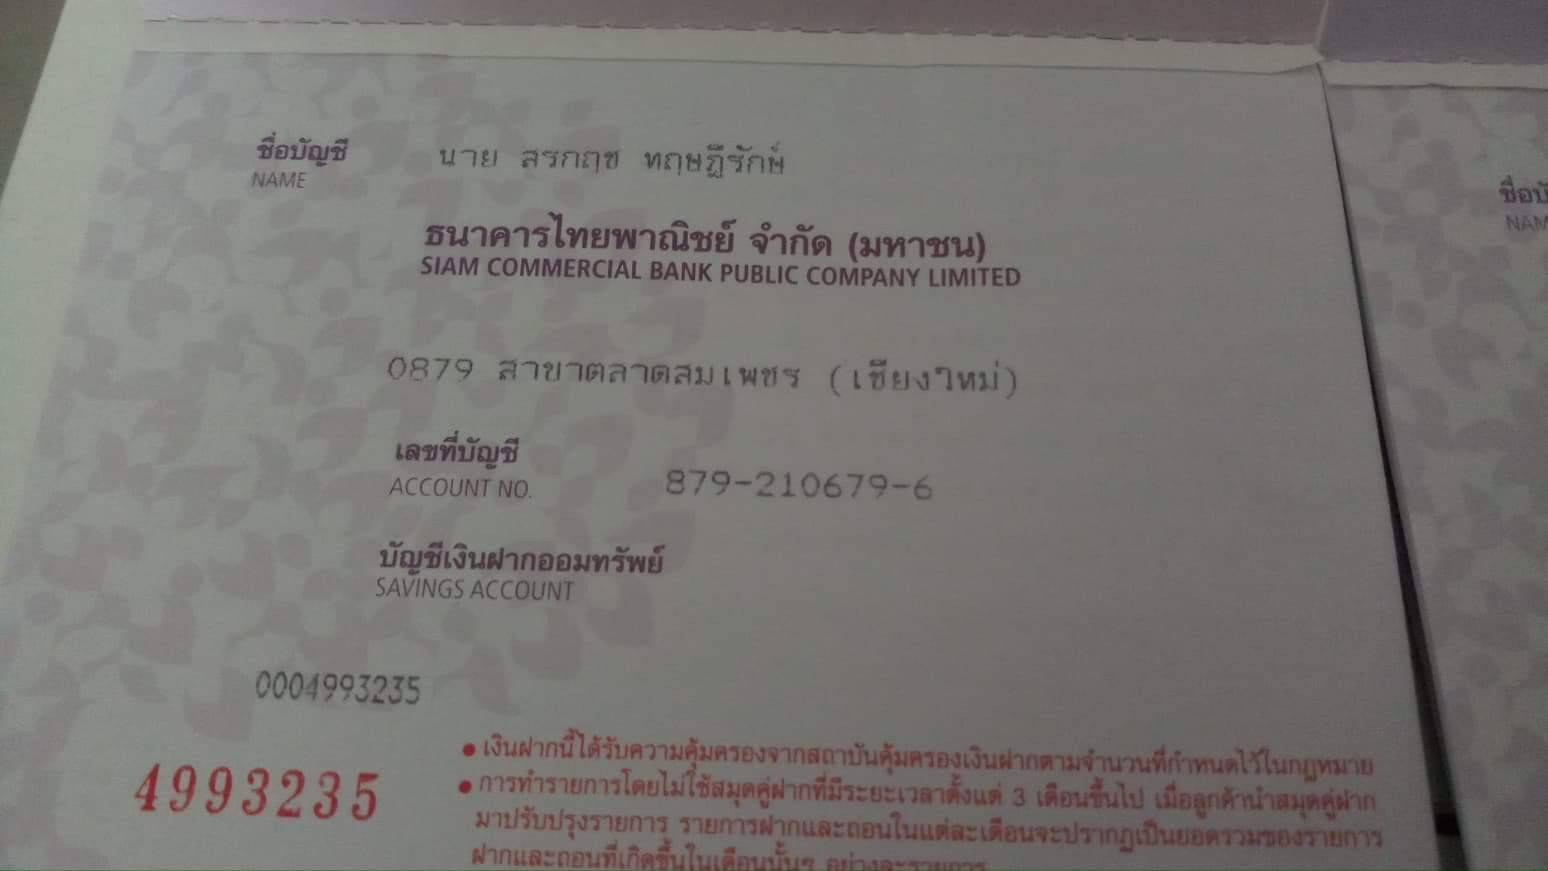 ชื่อบัญชี
NAME
นาย สรกฤช ทฤษฎีรักษ์
ธนาคารไทยพาณิชย์ จำกัด (มหาชน)
SIAM COMMERCIAL BANK PUBLIC COMPANY LIMITED
0879 สาขาตลาดสมเพชร (เชียงใหม่)
เลขที่บัญชี
ACCOUNT NO.
879-210679-6
บัญชีเงินฝากออมทรัพย์
SAVINGS ACCOUNT
0004993235
4993235
• เงินฝากนี้ได้รับความคุ้มครองจากสถาบันคุ้มครองเงินฝากตามจำนวนที่กำหนดไว้ในกฎหมาย
• การทำรายการโดยไม่ใช้สมุดคู่ฝากที่มีระยะเวลาตั้งแต่ 3 เดือนขึ้นไป เมื่อลูกค้านำสมุดคู่ฝาก
มาปรับปรุงรายการ รายการฝากและถอนในแต่ละเดือนจะปรากฏเป็นยอดรวมของรายการ
ฝากและถอนที่เกิดขึ้นในเดือนนั้นๆ อย่างละรายการ